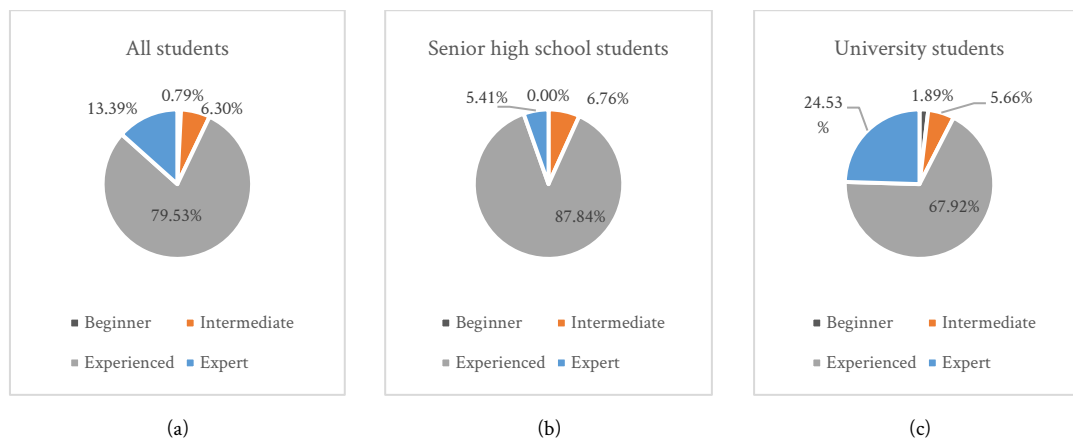 All students
0.79%
13.39%
6.30%
79.53%
Beginner
Intermediate
Experienced
Expert
(a)
Senior high school students
0.00%
5.41%
6.76%
87.84%
Beginner
Intermediate
Experienced
Expert
(b)
University students
1.89%
5.66%
24.53
%
67.92%
Beginner
Intermediate
Experienced
Expert
(c)